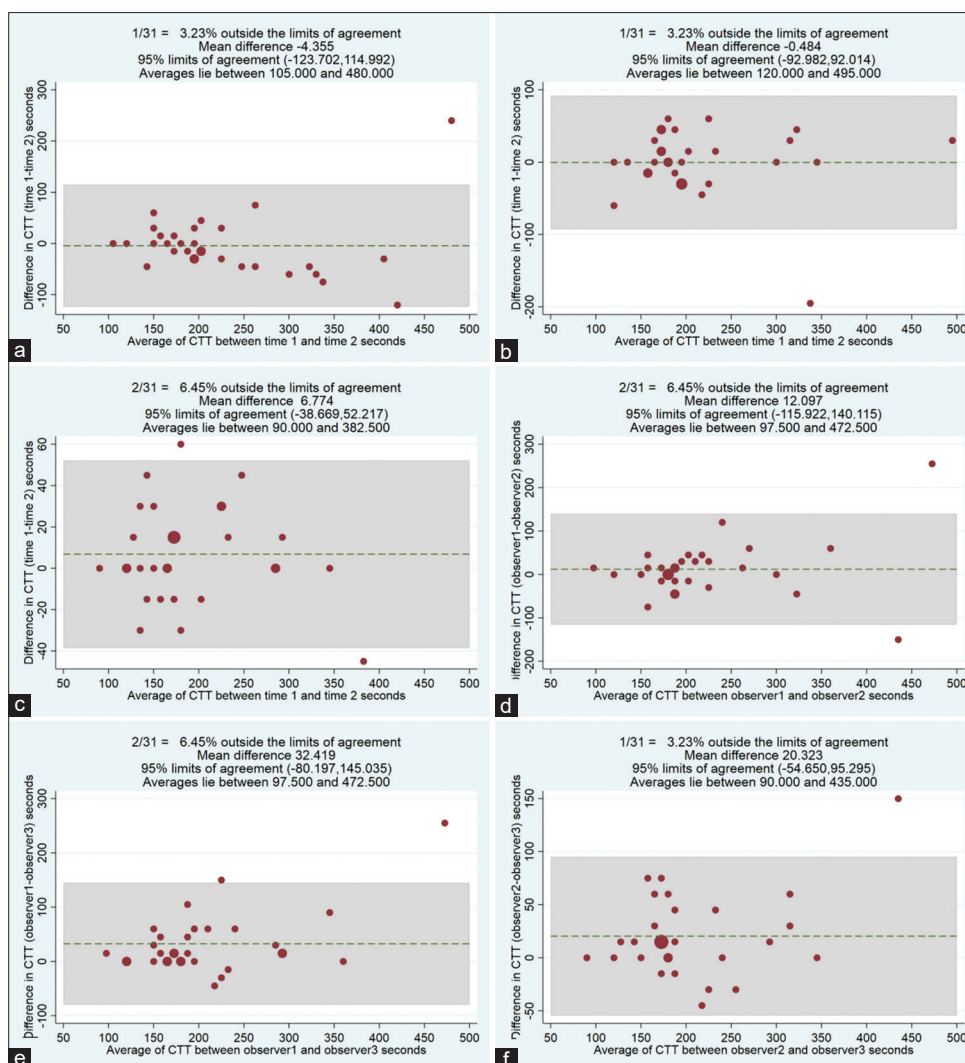 1/31 = 3.23% outside the limits of agreement
Mean difference -4.355
95% limits of agreement (-123.702,114.992)
Averages lie between 105.000 and 480.000
Difference in CTT (time 1-time 2) seconds
300
200
100
0
-100
50 100 150 200 250 300 350 400 450 500
Average of CTT between time 1 and time 2 seconds
a
1/31 = 3.23% outside the limits of agreement
Mean difference -0.484
95% limits of agreement (-92.982,92.014)
Averages lie between 120.000 and 495.000
Difference in CTT (time 1-time 2) seconds
100
0
-100
-200
50 100 150 200 250 300 350 400 450 500
Average of CTT between time 1 and time 2 seconds
b
2/31 = 6.45% outside the limits of agreement
Mean difference 6.774
95% limits of agreement (-38.669,52.217)
Averages lie between 90.000 and 382.500
Difference in CTT (time 1-time 2) seconds
60
40
20
0
-20
-40
50 100 150 200 250 300 350 400 450 500
Average of CTT between time 1 and time 2 seconds
c
2/31 = 6.45% outside the limits of agreement
Mean difference 12.097
95% limits of agreement (-115.922,140.115)
Averages lie between 97.500 and 472.500
Difference in CTT (observer1-observer2) seconds
300
200
100
0
-100
-200
50 100 150 200 250 300 350 400 450 500
Average of CTT between observer1 and observer2 seconds
d
2/31 = 6.45% outside the limits of agreement
Mean difference 32.419
95% limits of agreement (-80.197,145.035)
Averages lie between 97.500 and 472.500
Difference in CTT (observer1-observer3) seconds
300
200
100
0
-100
50 100 150 200 250 300 350 400 450 500
Average of CTT between observer1 and observer3 seconds
e
1/31 = 3.23% outside the limits of agreement
Mean difference 20.323
95% limits of agreement (-54.650,95.295)
Averages lie between 90.000 and 435.000
Difference in CTT (observer2-observer3) seconds
150
100
50
0
-50
50 100 150 200 250 300 350 400 450 500
Average of CTT between observer2 and observer3 seconds
f